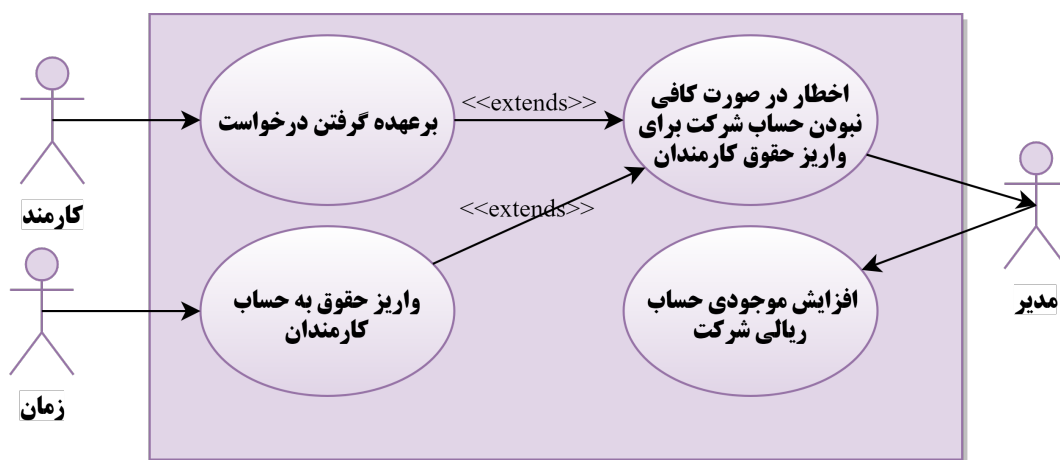 کارمند
برعهده گرفتن درخواست
<<extends>>
اخطار در صورت کافی
نبودن حساب شرکت برای
واریز حقوق کارمندان
<<extends>>
زمان
واریز حقوق به حساب
کارمندان
افزایش موجودی حساب
ریالی شرکت
مدیر